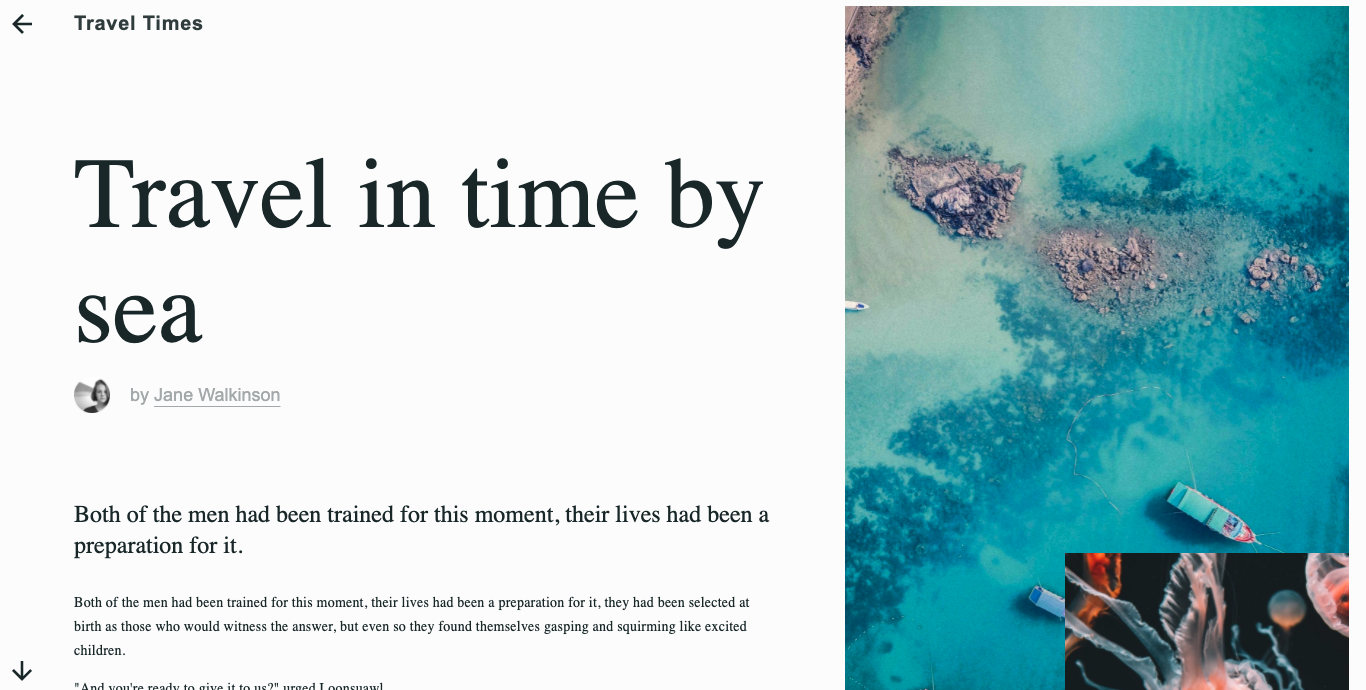 Travel Times
Travel in time by
sea
by Jane Walkinson
Both of the men had been trained for this moment, their lives had been a
preparation for it.
Both of the men had been trained for this moment, their lives had been a preparation for it, they had been selected at
birth as those who would witness the answer, but even so they found themselves gasping and squirming like excited
children.
"And you're ready to give it to us?" urged Loonsuawl.